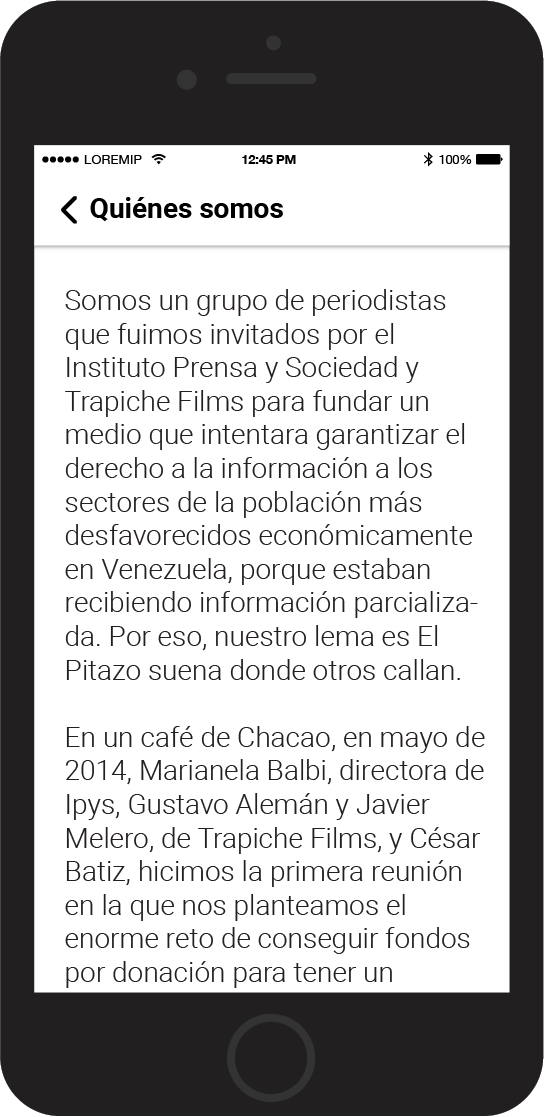 LOREMIP 12:45 PM 100%
Quiénes somos
Somos un grupo de periodistas
que fuimos invitados por el
Instituto Prensa y Sociedad y
Trapiche Films para fundar un
medio que intentara garantizar el
derecho a la información a los
sectores de la población más
desfavorecidos económicamente
en Venezuela, porque estaban
recibiendo información parcializa-
da. Por eso, nuestro lema es El
Pitazo suena donde otros callan.
En un café de Chacao, en mayo de
2014, Marianela Balbi, directora de
Ipys, Gustavo Alemán y Javier
Melero, de Trapiche Films, y César
Batiz, hicimos la primera reunión
en la que nos planteamos el
enorme reto de conseguir fondos
por donación para tener un